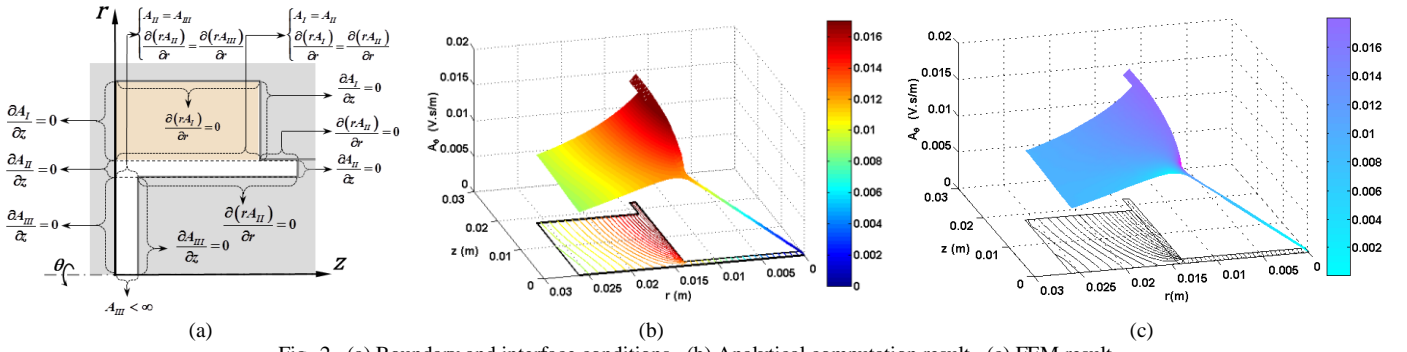 r
{A_II = A_III
∂(rA_II)/∂r = ∂(rA_III)/∂r
{A_I = A_II
∂(rA_I)/∂r = ∂(rA_II)/∂r
∂A_I/∂z = 0
∂A_I/∂z = 0
∂(rA_I)/∂r = 0
∂(rA_II)/∂r = 0
∂A_II/∂z = 0
∂A_II/∂z = 0
∂A_III/∂z = 0
∂(rA_II)/∂r = 0
∂A_III/∂z = 0
θ
z
A_III < ∞
(a)
A_θ (V.s/m)
0.02
0.015
0.01
0.005
0
0.03
0.02
0.01
0
z (m)
0.03
0.025
0.02
0.015
0.01
0.005
0
r (m)
0.016
0.014
0.012
0.01
0.008
0.006
0.004
0.002
0
(b)
A_θ (V.s/m)
0.02
0.015
0.01
0.005
0
0.03
0.02
0.01
0
z (m)
0.03
0.025
0.02
0.015
0.01
0.005
0
r(m)
0.016
0.014
0.012
0.010
0.008
0.006
0.004
0.002
(c)